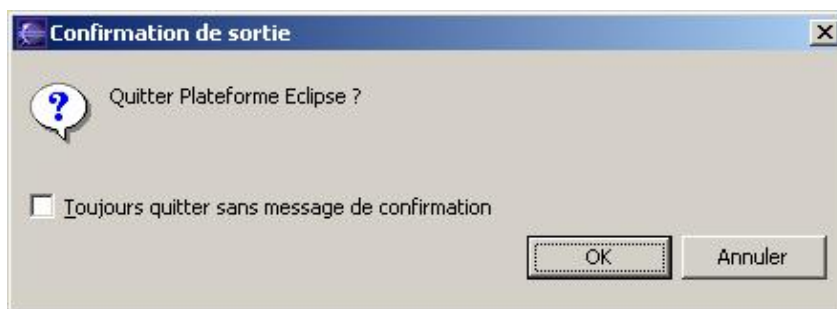 Confirmation de sortie
Quitter Plateforme Eclipse ?
Toujours quitter sans message de confirmation
OK
Annuler